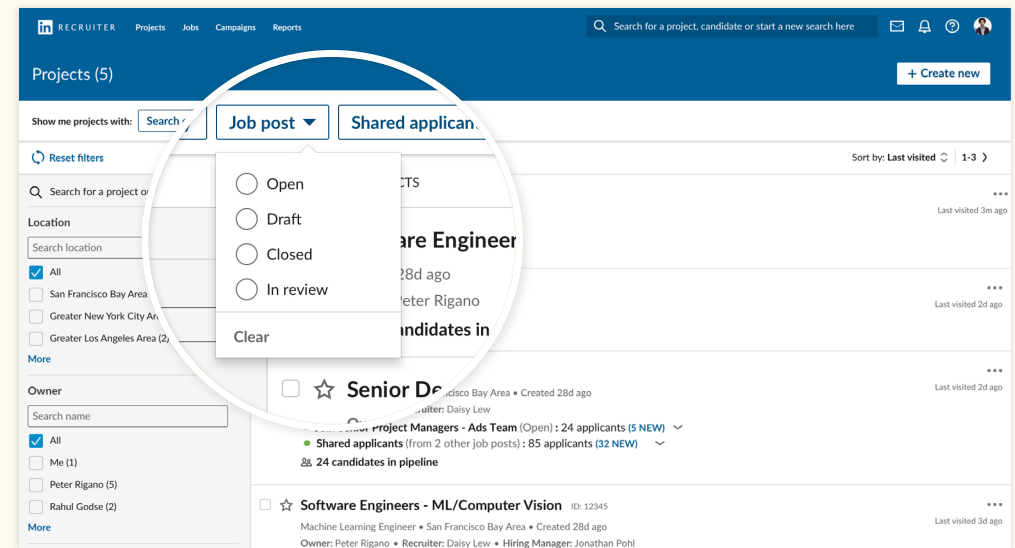 in RECRUITER Projects Jobs Campaigns Reports
Search for a project, candidate or start a new search here
Projects (5)
+ Create new
Show me projects with: Search
Job post
Shared applican
Reset filters
Sort by: Last visited 1-3
Search for a project o
Location
Search location
All
San Francisco Bay Area
Greater New York City Ar
Greater Los Angeles Area (2)
More
Owner
Search name
All
Me (1)
Peter Rigano (5)
Rahul Godse (2)
More
Open
Draft
Closed
In review
Clear
CTS
Last visited 3m ago
are Engineer
28d ago
Peter Rigano
andidates in
Last visited 2d ago
Senior De
cisco Bay Area • Created 28d ago
Last visited 2d ago
ruiter: Daisy Lew
Senior Project Managers - Ads Team (Open) : 24 applicants (5 NEW)
Shared applicants (from 2 other job posts) : 85 applicants (32 NEW)
24 candidates in pipeline
Software Engineers - ML/Computer Vision ID: 12345
Machine Learning Engineer • San Francisco Bay Area • Created 28d ago
Last visited 3d ago
Owner: Peter Rigano • Recruiter: Daisy Lew • Hiring Manager: Jonathan Pohl